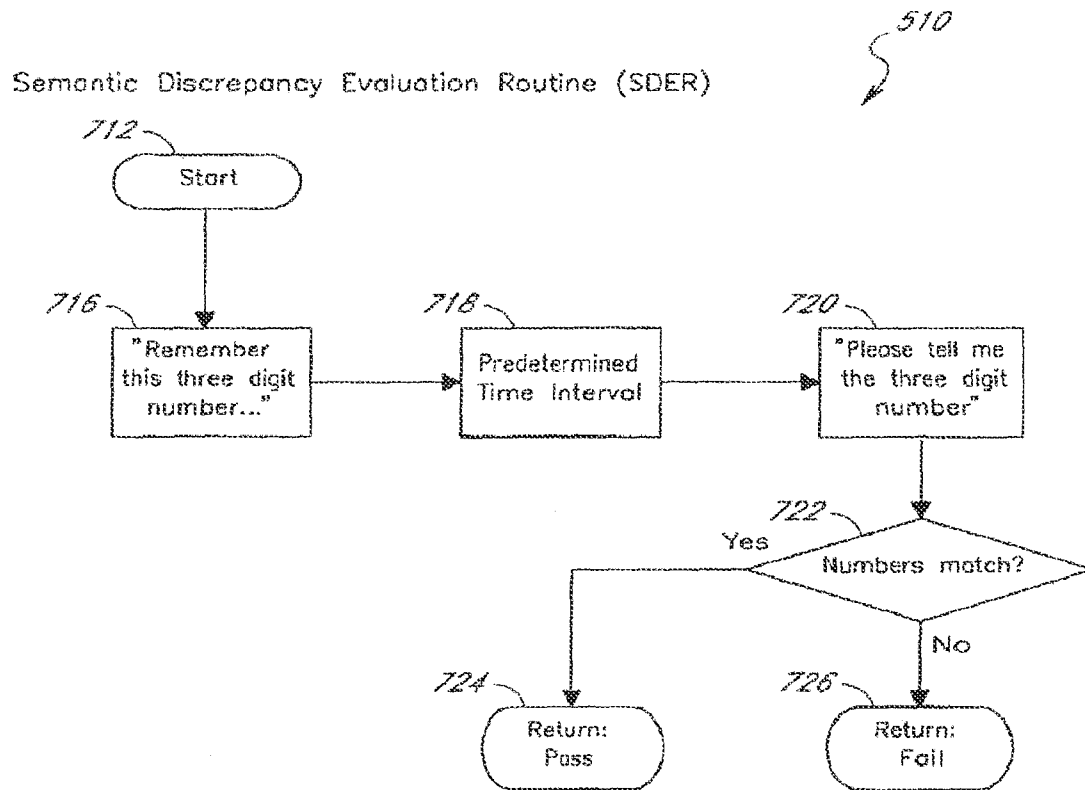 510
Semantic Discrepancy Evaluation Routine (SDER)
712
Start
716
"Remember
this three digit
number..."
718
Predetermined
Time Interval
720
"Please tell me
the three digit
number"
722
Yes
Numbers match?
No
724
Return:
Pass
726
Return:
Fail